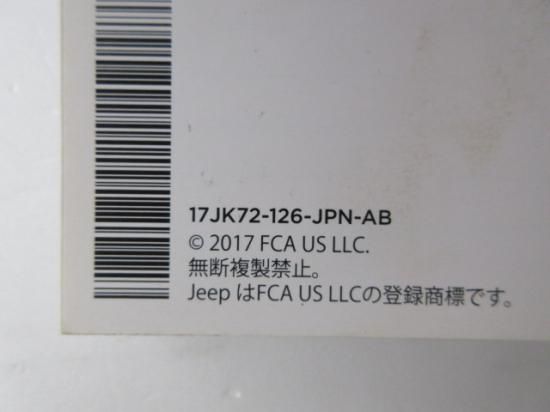 17JK72-126-JPN-AB
© 2017 FCA US LLC.
無断複製禁止。
Jeep はFCA US LLCの登録商標です。